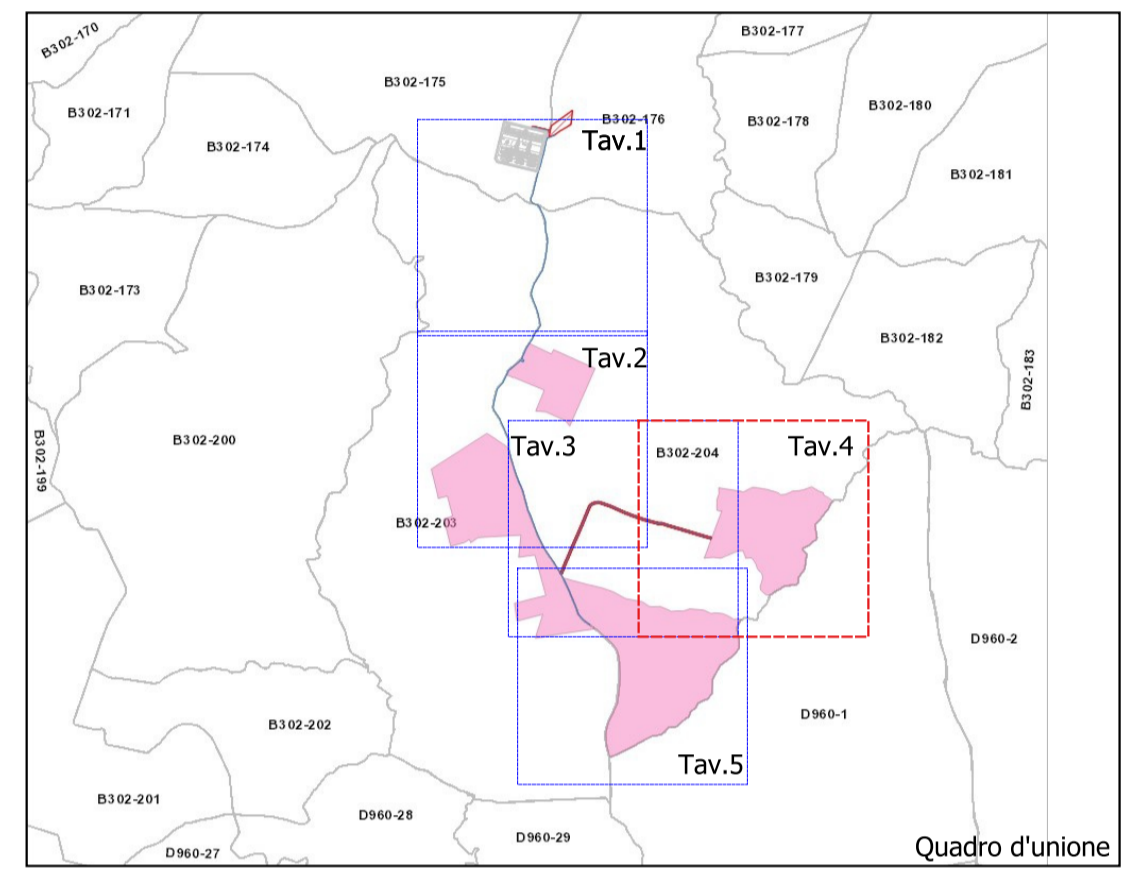 B302-170
B302-177
B302-175
B302-180
B302-171
B302-176
B302-178
Tav.1
B302-174
B302-181
B302-179
B302-173
B302-182
Tav.2
B302-183
B302-200
Tav.3
Tav.4
B302-204
B302-199
B302-203
D960-2
D960-1
B302-202
Tav.5
B302-201
D960-28
D960-29
Quadro d'unione
D960-27